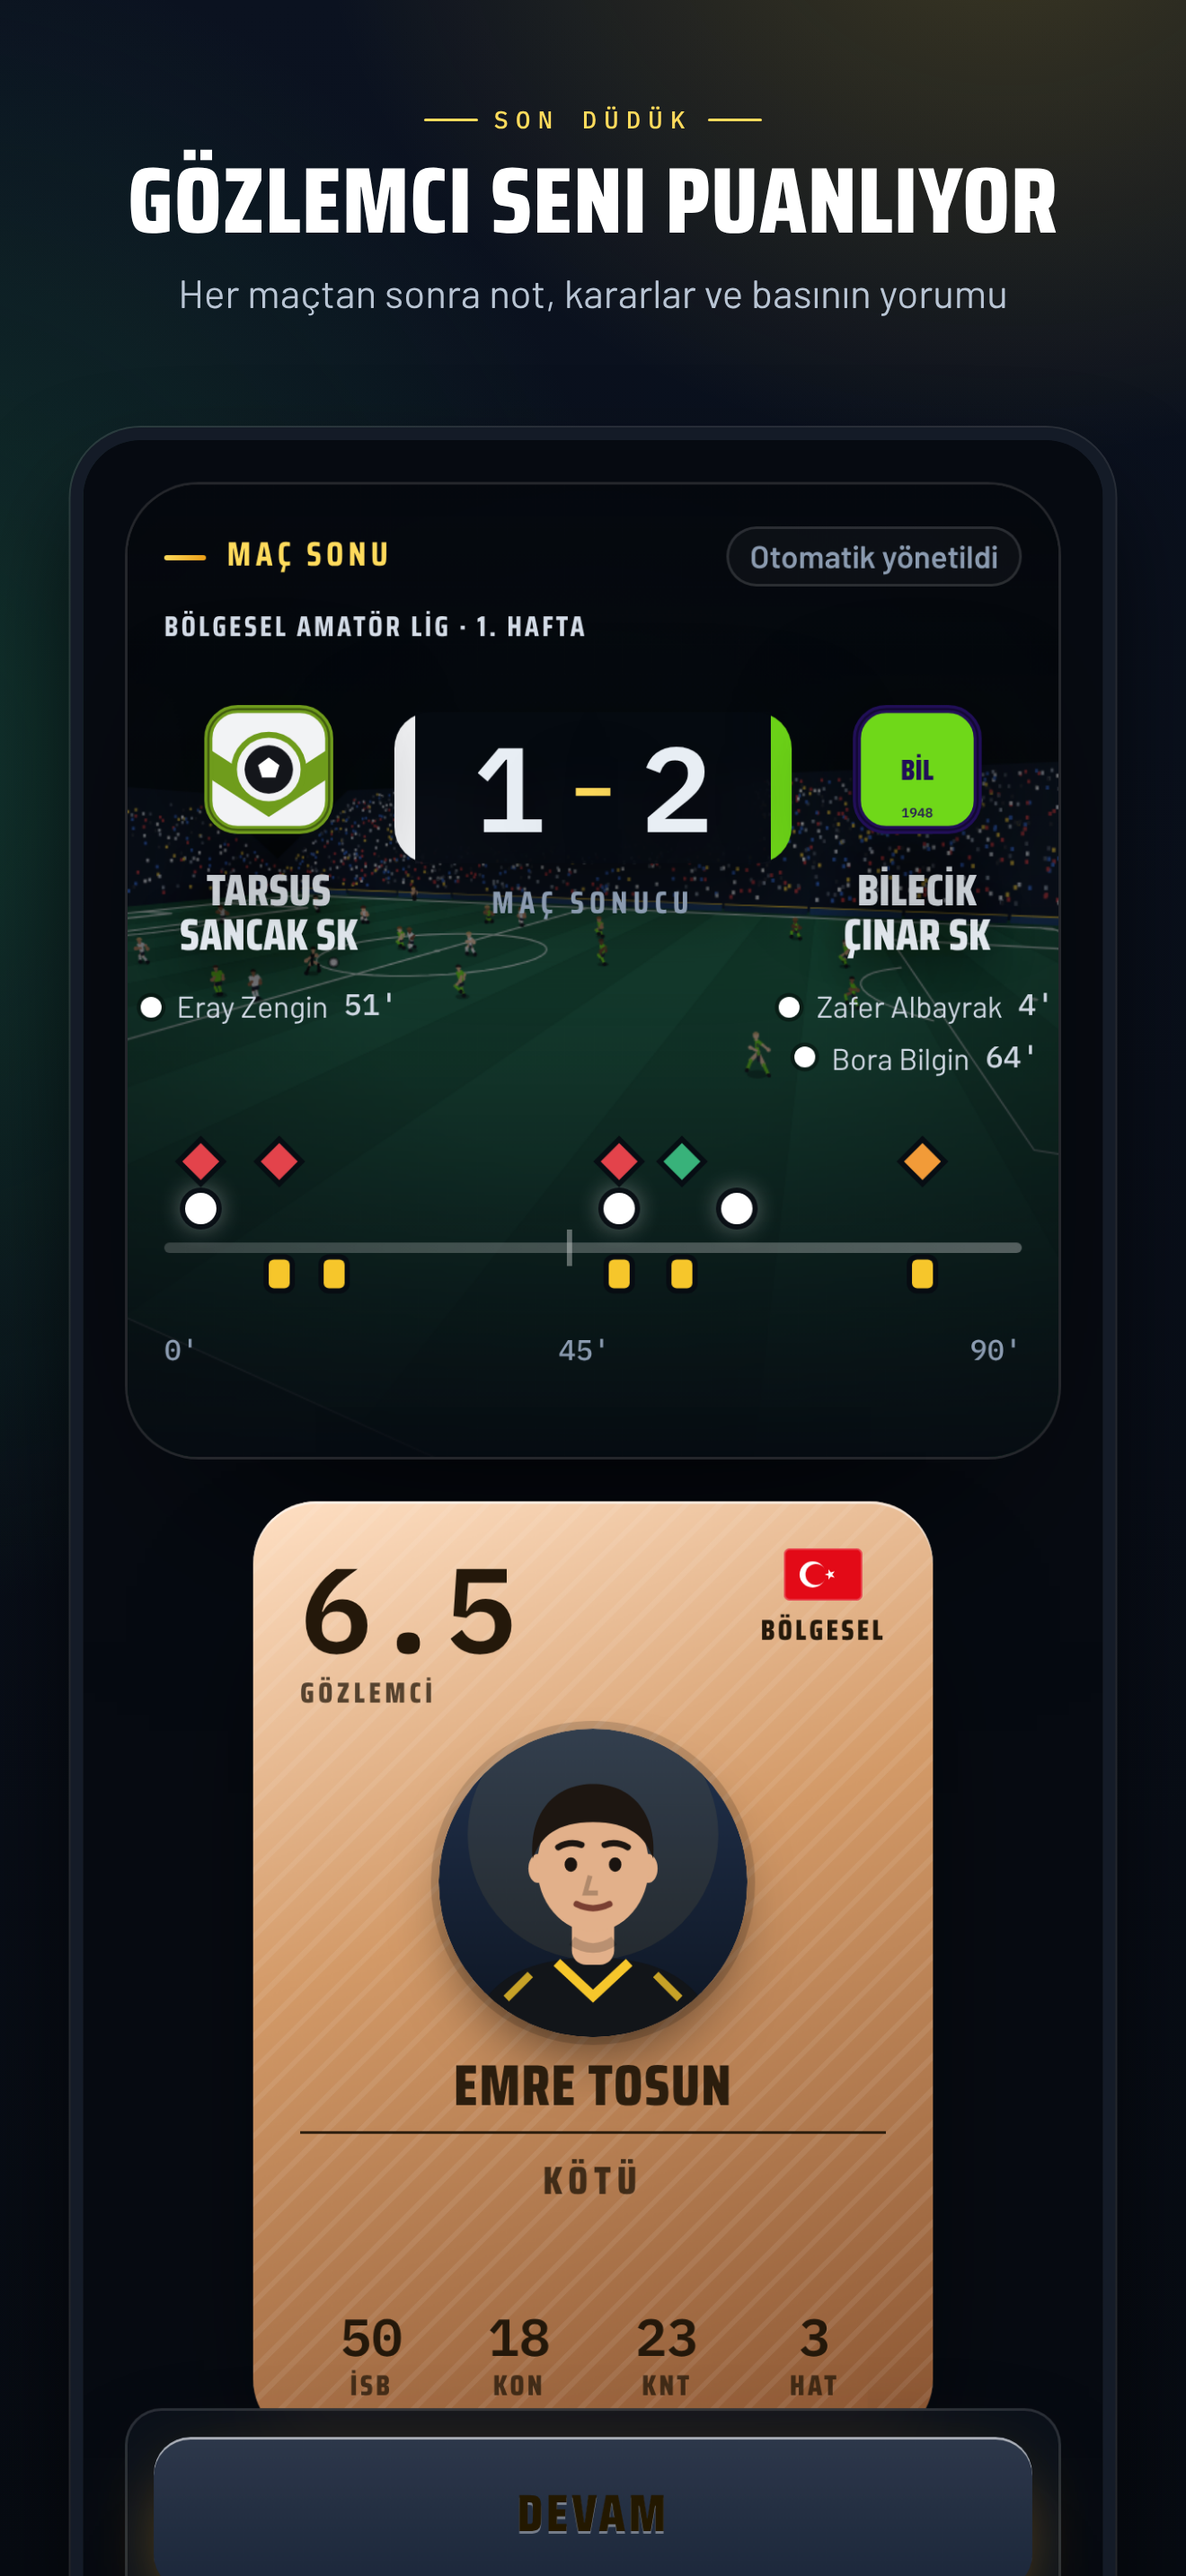 SON DÜDÜK
GÖZLEMCI SENI PUANLIYOR
Her maçtan sonra not, kararlar ve basının yorumu
MAÇ SONU
Otomatik yönetildi
BÖLGESEL AMATÖR LİG · 1. HAFTA
1 - 2
BİL
1948
MAÇ SONUCU
TARSUS
SANCAK SK
BİLECİK
ÇINAR SK
Eray Zengin 51'
Zafer Albayrak 4'
Bora Bilgin 64'
0' 45' 90'
6.5
GÖZLEMCİ
BÖLGESEL
EMRE TOSUN
KÖTÜ
50 18 23 3
İSB KON KNT HAT
DEVAM